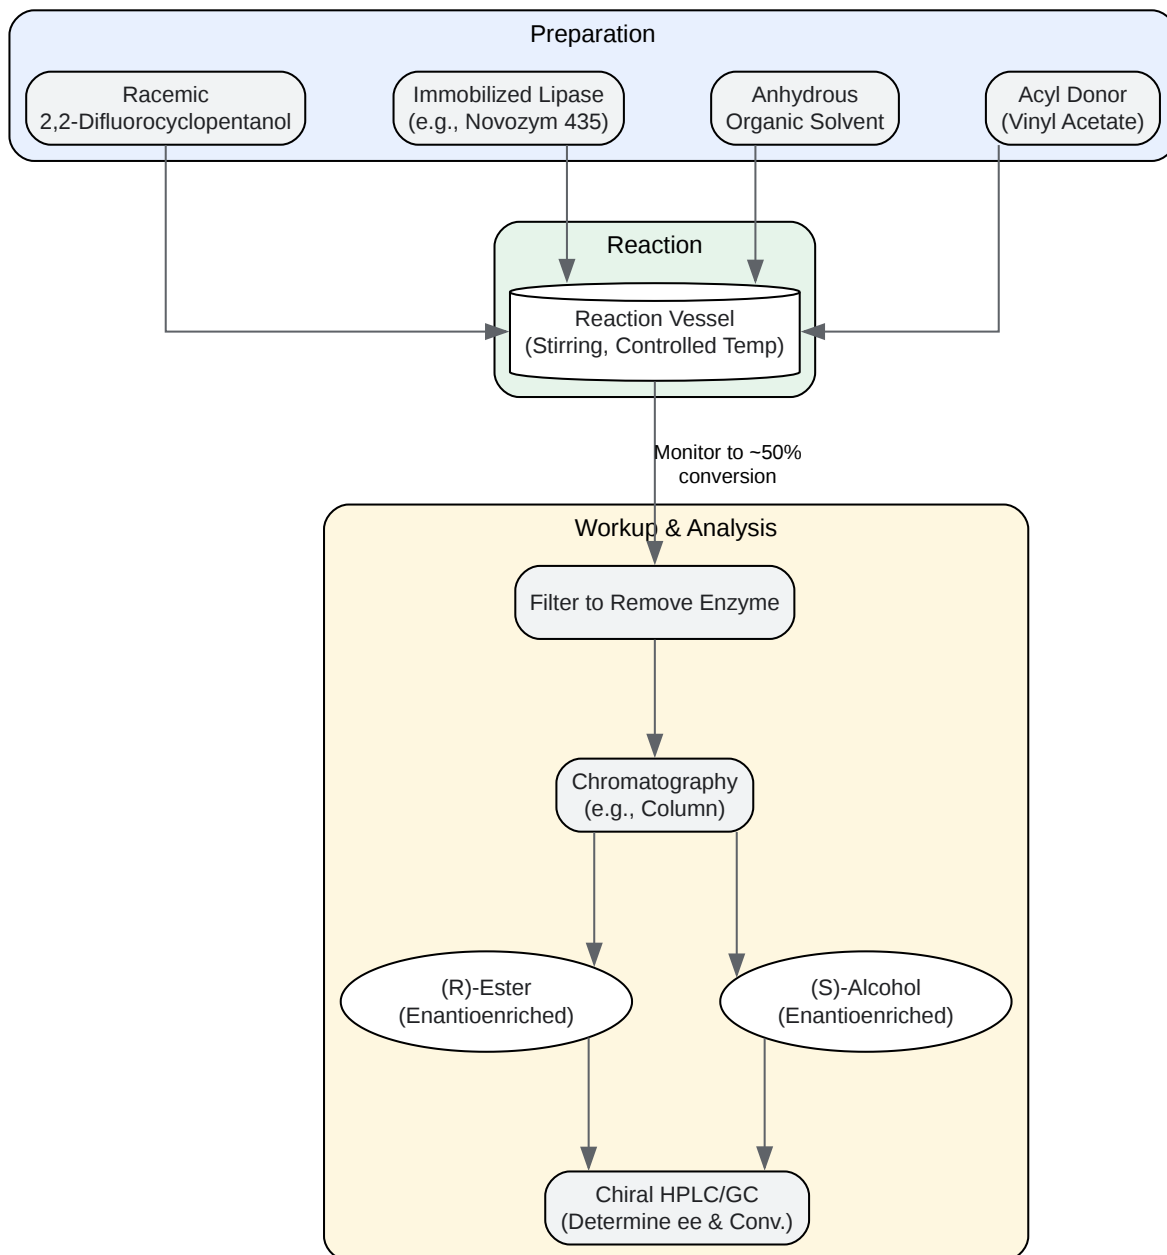 Preparation
Racemic
2,2-Difluorocyclopentanol
Immobilized Lipase
(e.g., Novozym 435)
Anhydrous
Organic Solvent
Acyl Donor
(Vinyl Acetate)
Reaction
Reaction Vessel
(Stirring, Controlled Temp)
Monitor to ~50%
conversion
Workup & Analysis
Filter to Remove Enzyme
Chromatography
(e.g., Column)
(R)-Ester
(Enantioenriched)
(S)-Alcohol
(Enantioenriched)
Chiral HPLC/GC
(Determine ee & Conv.)